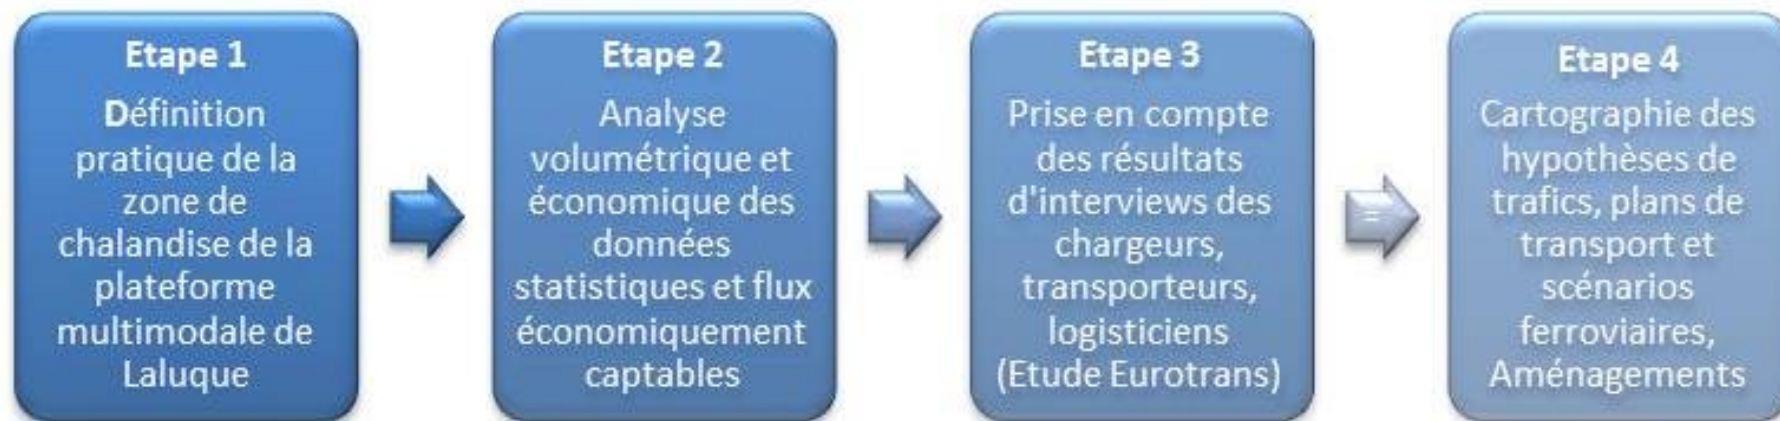 Etape 1
Définition
pratique de la
zone de
chalandise de la
plateforme
multimodale de
Laluque
Etape 2
Analyse
volumétrique et
économique des
données
statistiques et flux
économiquement
captables
Etape 3
Prise en compte
des résultats
d'interviews des
chargeurs,
transporteurs,
logisticiens
(Etude Eurotrans)
=
Etape 4
Cartographie des
hypothèses de
trafics, plans de
transport et
scénarios
ferroviaires,
Aménagements